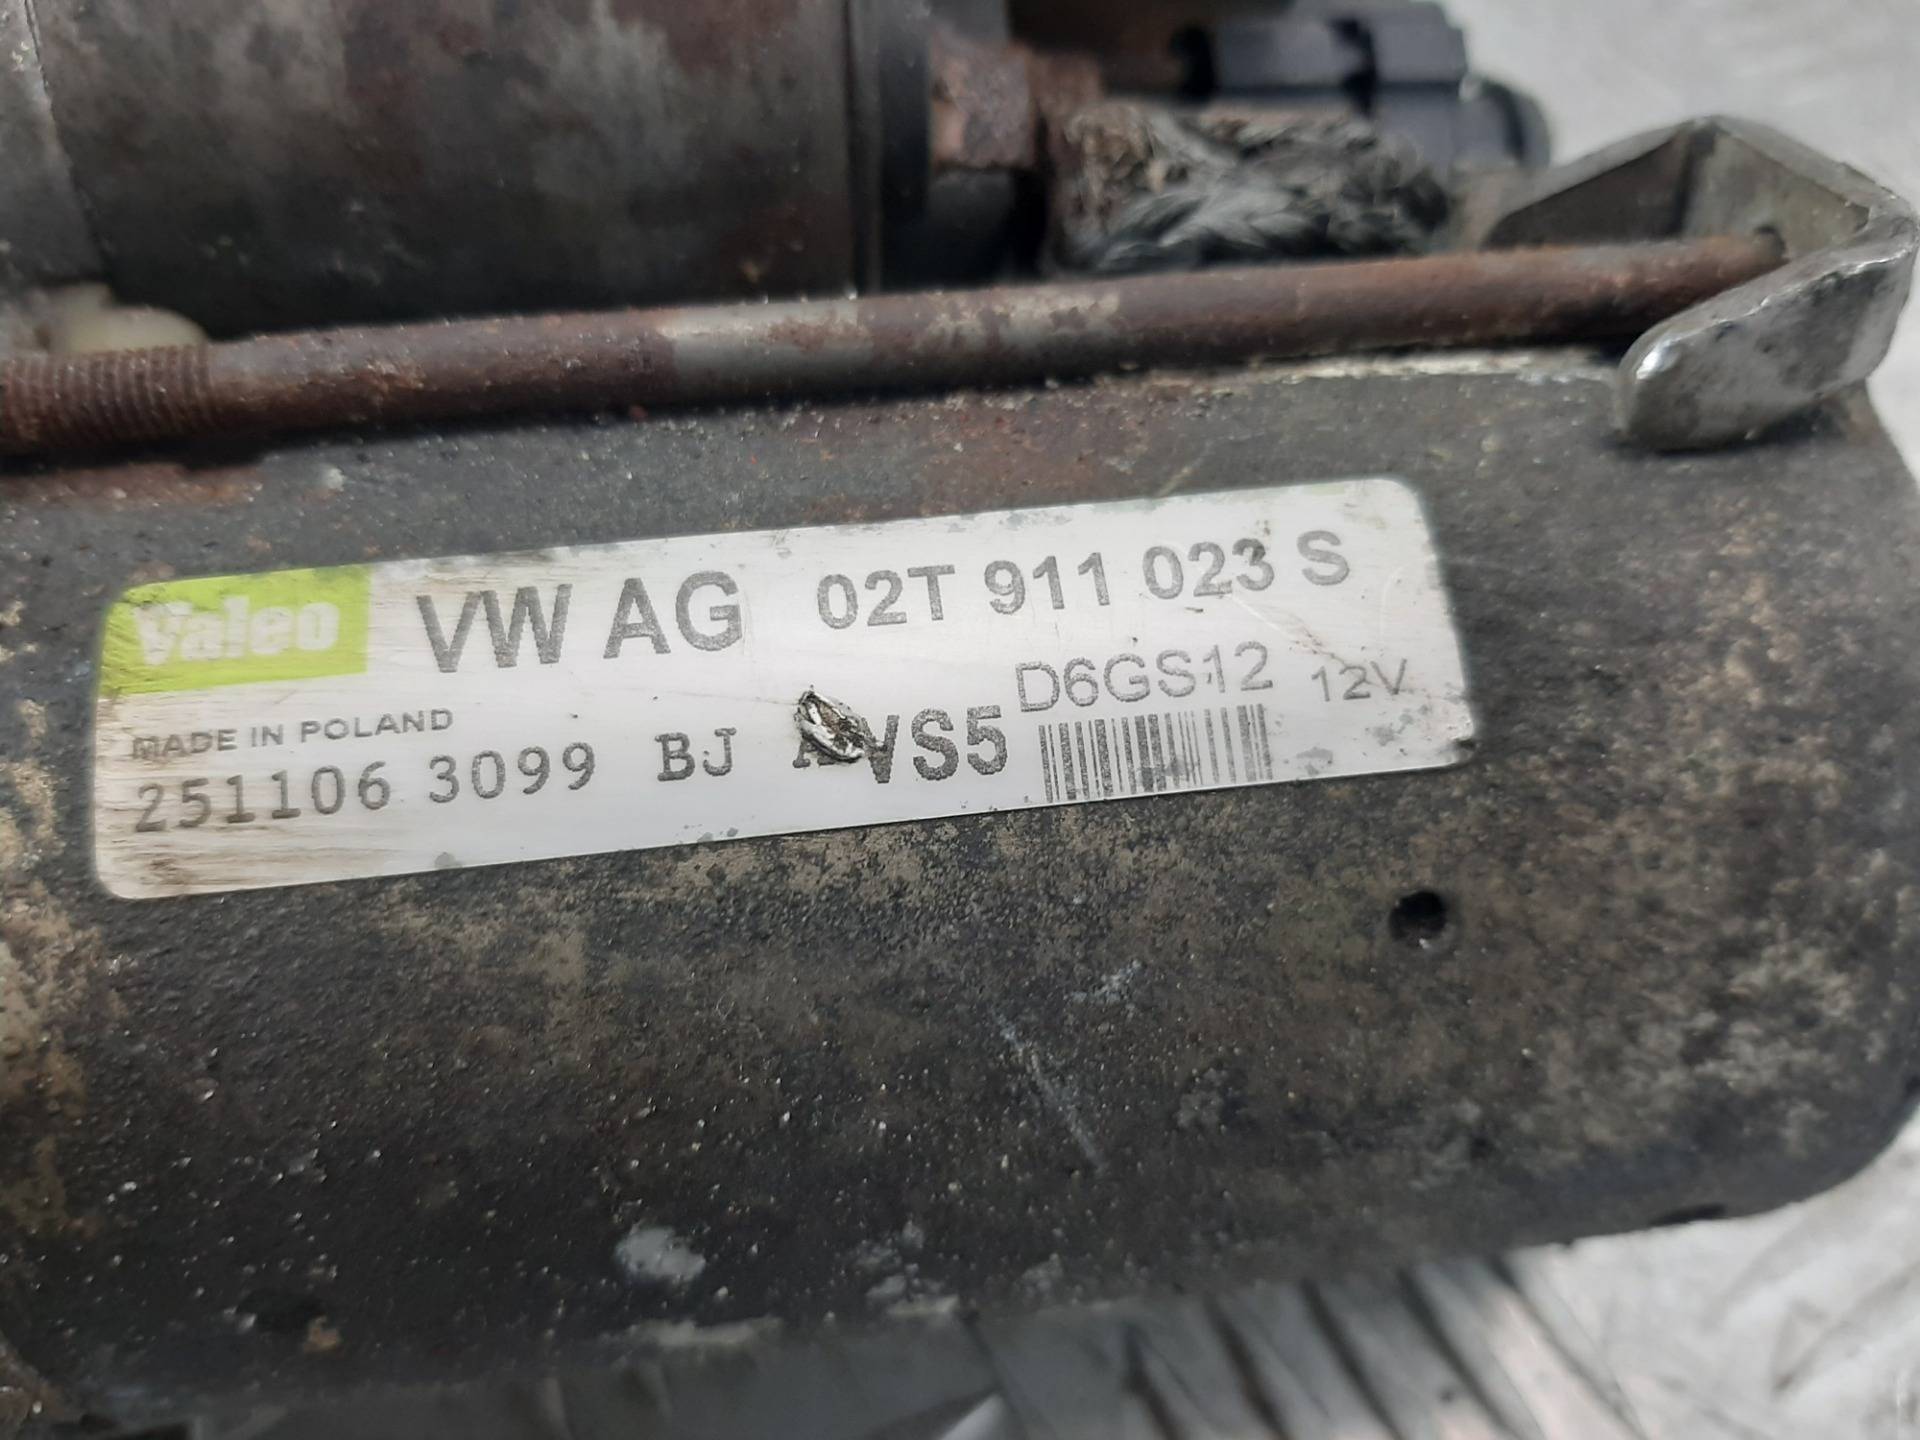 Valeo VW AG 02T 911 023 S
D6GS12 12V
MADE IN POLAND
251106 3099 BJ VS5